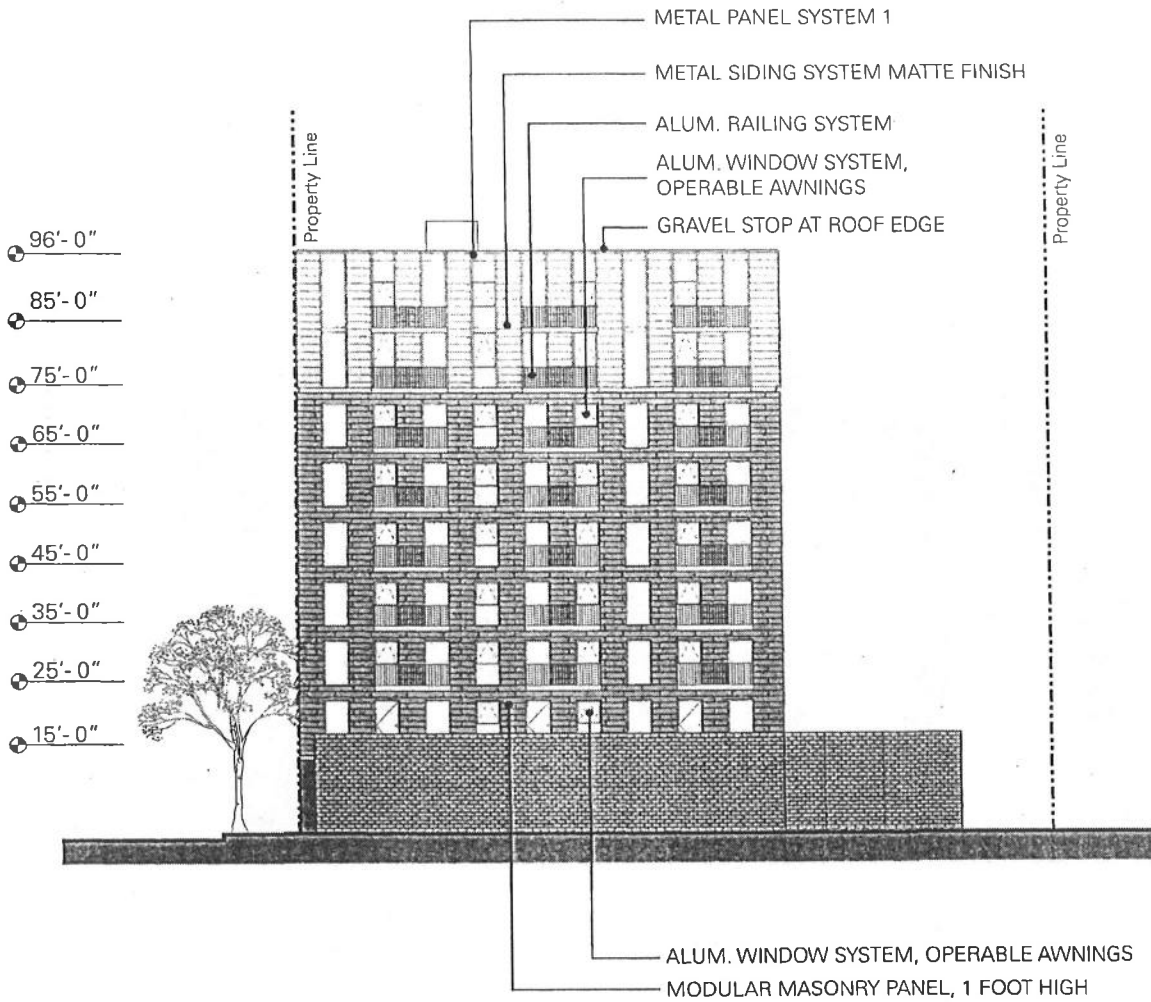 METAL PANEL SYSTEM 1
METAL SIDING SYSTEM MATTE FINISH
ALUM. RAILING SYSTEM
ALUM. WINDOW SYSTEM,
OPERABLE AWNINGS
GRAVEL STOP AT ROOF EDGE
Property Line
Property Line
96'- 0"
85'- 0"
75'- 0"
65'- 0"
55'- 0"
45'- 0"
35'- 0"
25'- 0"
15'- 0"
ALUM. WINDOW SYSTEM, OPERABLE AWNINGS
MODULAR MASONRY PANEL, 1 FOOT HIGH